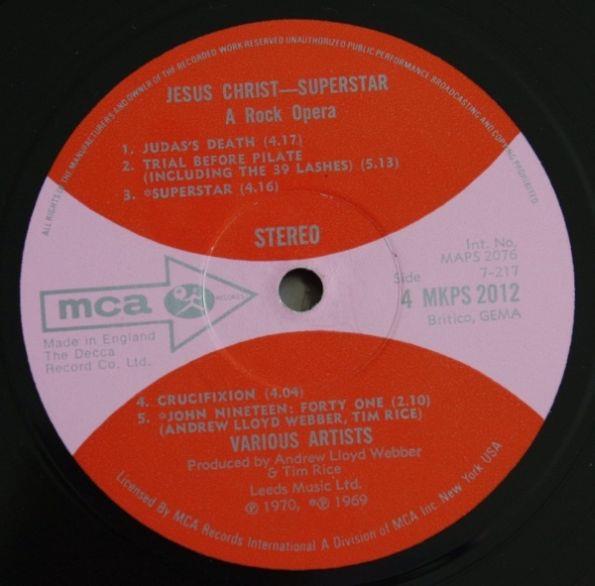 ALL RIGHTS OF THE MANUFACTURERS AND OWNER OF THE RECORDED WORK RESERVED UNAUTHORIZED PUBLIC PERFORMANCE BROADCASTING AND COPYING PROHIBITED
JESUS CHRIST—SUPERSTAR
A Rock Opera
1. JUDAS'S DEATH (4.17)
2. TRIAL BEFORE PILATE
(INCLUDING THE 39 LASHES) (5.13)
3. *SUPERSTAR (4.16)
STEREO
mca RECORDS
Made in England
The Decca
Record Co. Ltd.
Int. No.
MAPS 2076
7-217
Side
4 MKPS 2012
Britico, GEMA
4. CRUCIFIXION (4.04)
5. *JOHN NINETEEN: FORTY ONE (2.10)
(ANDREW LLOYD WEBBER, TIM RICE)
VARIOUS ARTISTS
Produced by Andrew Lloyd Webber
& Tim Rice
Leeds Music Ltd.
℗ 1970, *℗ 1969
Licensed By MCA Records International A Division of MCA Inc. New York USA